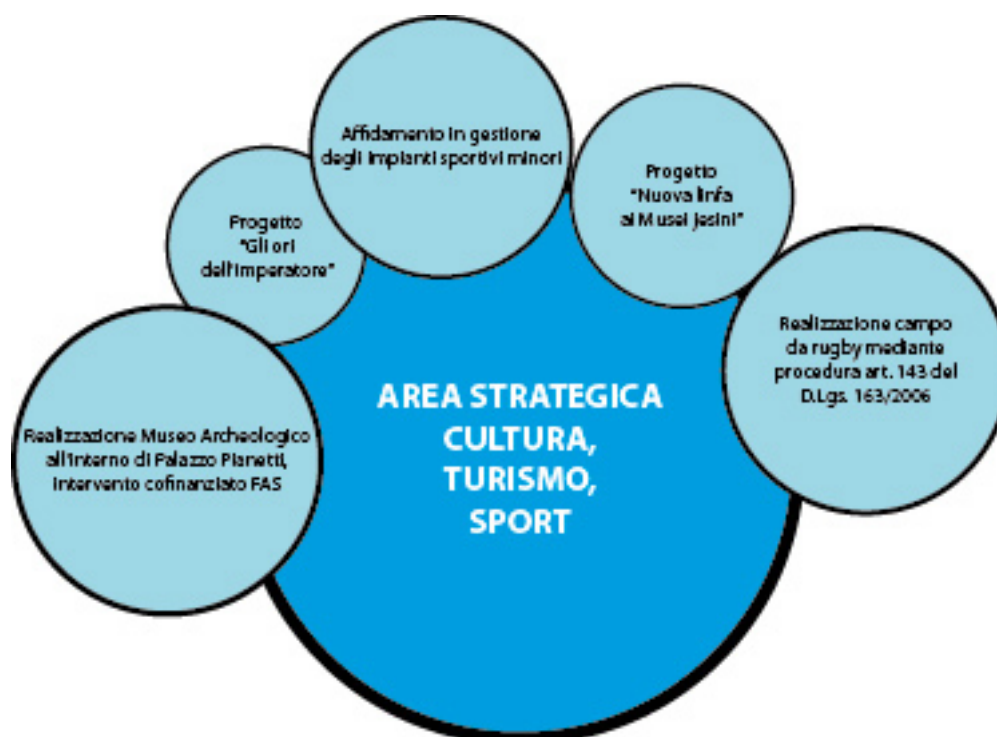 Affidamento in gestione
degli impianti sportivi minori
Progetto
"Nuova linfa
ai Musei Jesini"
Progetto
"Gli ori
dell'imperatore"
Realizzazione campo
da rugby mediante
procedura art. 143 del
D.Lgs. 163/2006
Realizzazione Museo Archeologico
all'interno di Palazzo Pianetti,
intervento cofinanziato FAS
AREA STRATEGICA
CULTURA,
TURISMO,
SPORT